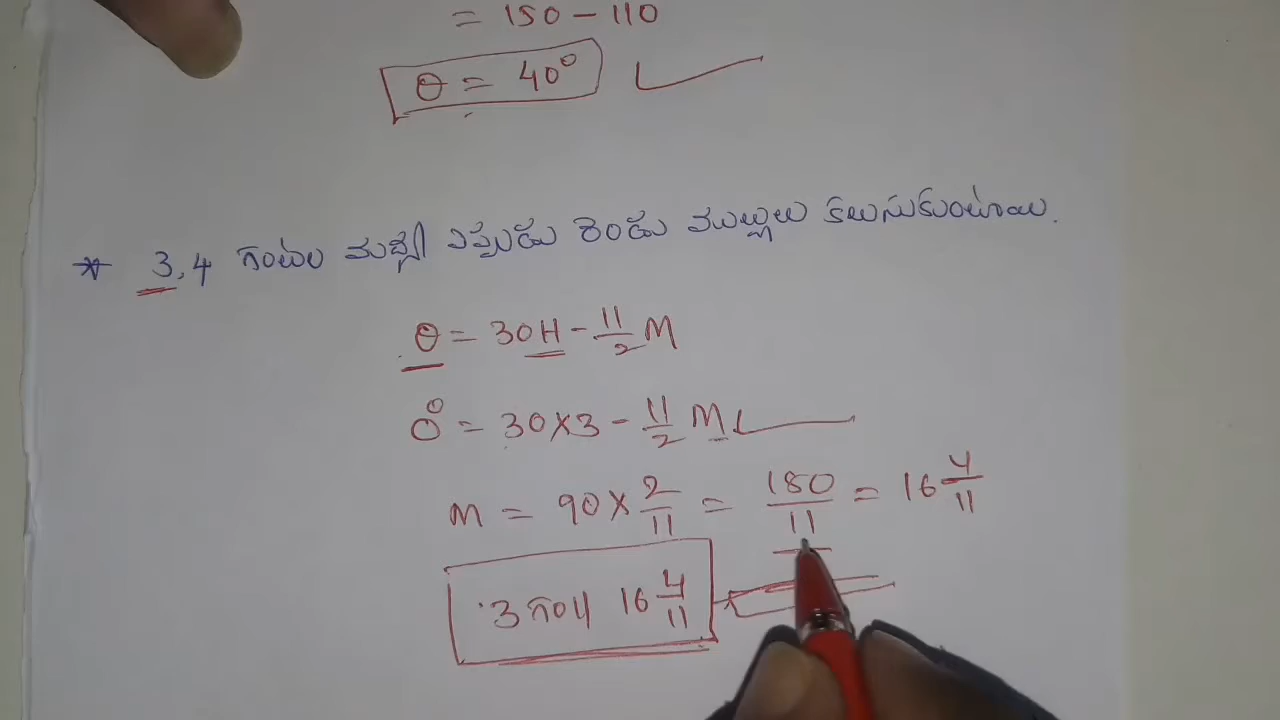 = 150 - 110
θ = 40°
* 3,4 గంటల మధ్య ఎప్పుడు రెండు ముల్లులు కలుసుకుంటాయి.
θ = 30H - 11/2 M
0° = 30×3 - 11/2 M
M = 90 × 2/11 = 180/11 = 16 4/11
3 గంt 16 4/11